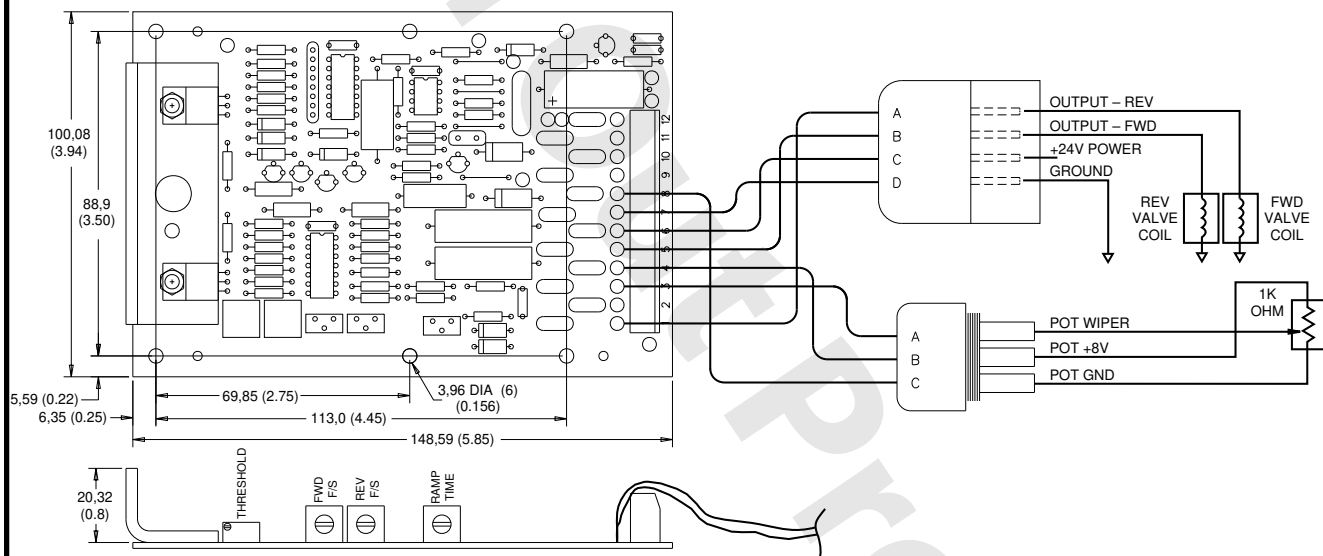 100,08
(3.94)
88,9
(3.50)
5,59 (0.22)
6,35 (0.25)
69,85 (2.75)
113,0 (4.45)
148,59 (5.85)
3,96 DIA (6)
(0.156)
12
11
10
9
8
7
6
5
4
3
2
1
A
B
C
D
OUTPUT – REV
OUTPUT – FWD
+24V POWER
GROUND
REV
VALVE
COIL
FWD
VALVE
COIL
A
B
C
POT WIPER
POT +8V
POT GND
1K
OHM
20,32
(0.8)
THRESHOLD
FWD
F/S
REV
F/S
RAMP
TIME
+
Out Pr